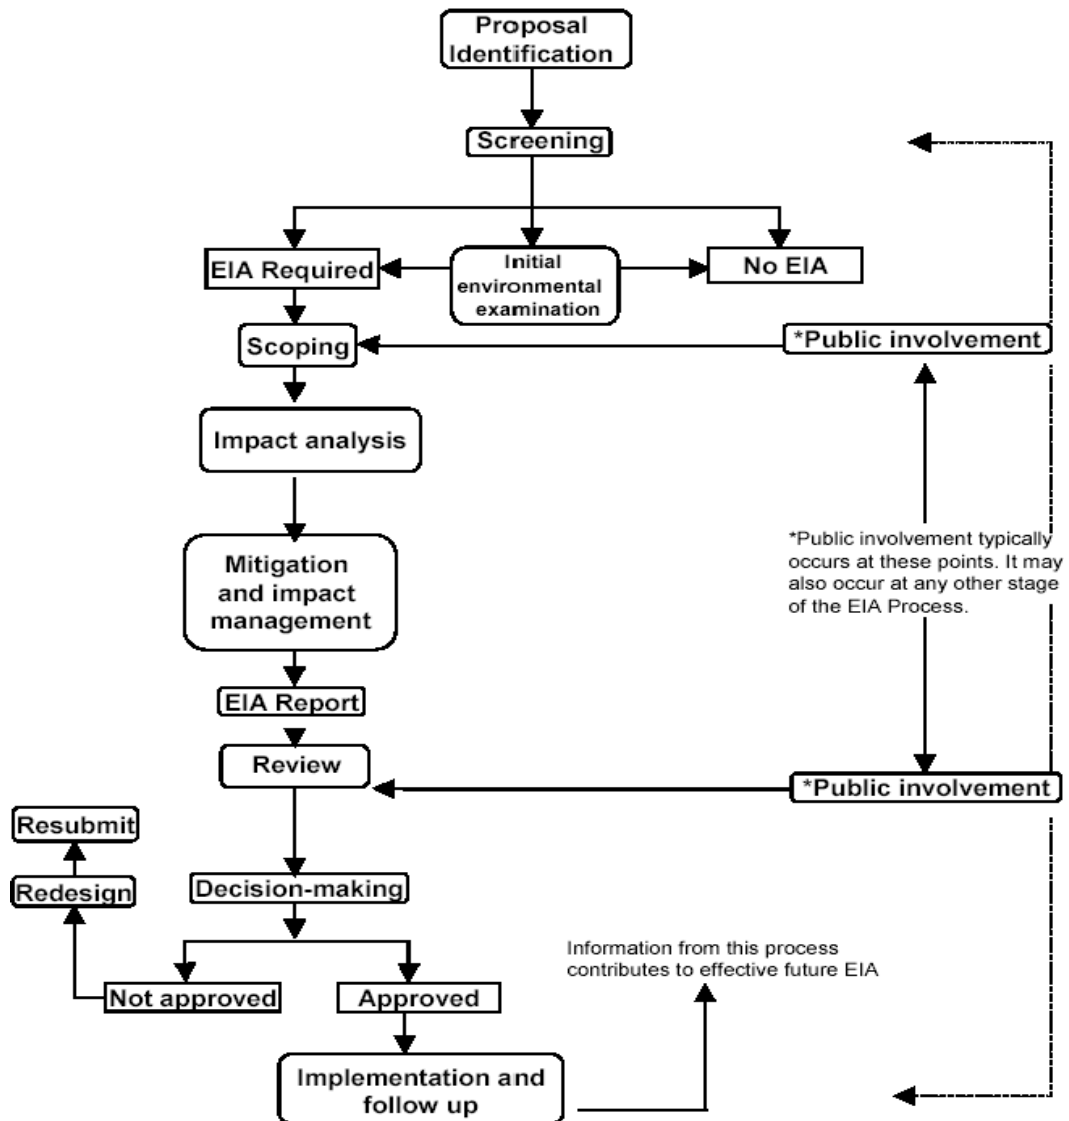 Proposal
Identification
Screening
EIA Required
Initial
environmental
examination
No EIA
Scoping
*Public involvement
Impact analysis
Mitigation
and impact
management
*Public involvement typically
occurs at these points. It may
also occur at any other stage
of the EIA Process.
EIA Report
Review
*Public involvement
Resubmit
Redesign
Decision-making
Not approved
Approved
Information from this process
contributes to effective future EIA
Implementation and
follow up